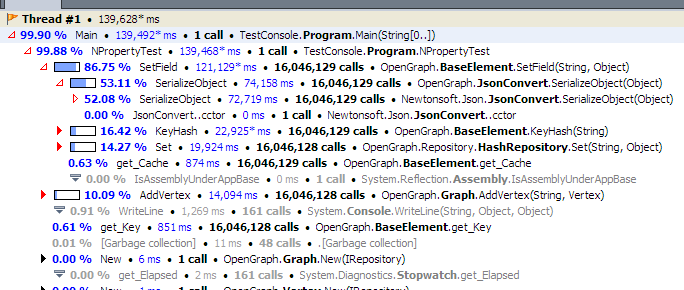 Thread #1 • 139,628* ms
99.90 % Main • 139,492* ms • 1 call • TestConsole.Program.Main(String[0..])
99.88 % NPropertyTest • 139,468* ms • 1 call • TestConsole.Program.NPropertyTest
86.75 % SetField • 121,129* ms • 16,046,129 calls • OpenGraph.BaseElement.SetField(String, Object)
53.11 % SerializeObject • 74,158 ms • 16,046,129 calls • OpenGraph.JsonConvert.SerializeObject(Object)
52.08 % SerializeObject • 72,719 ms • 16,046,129 calls • Newtonsoft.Json.JsonConvert.SerializeObject(Object)
0.00 % JsonConvert..cctor • 0 ms • 1 call • Newtonsoft.Json.JsonConvert..cctor
16.42 % KeyHash • 22,925* ms • 16,046,129 calls • OpenGraph.BaseElement.KeyHash(String)
14.27 % Set • 19,924 ms • 16,046,128 calls • OpenGraph.Repository.HashRepository.Set(String, Object)
0.63 % get_Cache • 874 ms • 16,046,129 calls • OpenGraph.BaseElement.get_Cache
0.00 % IsAssemblyUnderAppBase • 0 ms • 1 call • System.Reflection.Assembly.IsAssemblyUnderAppBase
10.09 % AddVertex • 14,094 ms • 16,046,128 calls • OpenGraph.Graph.AddVertex(String, Vertex)
0.91 % WriteLine • 1,269 ms • 161 calls • System.Console.WriteLine(String, Object, Object)
0.61 % get_Key • 851 ms • 16,046,128 calls • OpenGraph.BaseElement.get_Key
0.01 % [Garbage collection] • 11 ms • 48 calls • .[Garbage collection]
0.00 % New • 6 ms • 1 call • OpenGraph.Graph.New(IRepository)
0.00 % get_Elapsed • 2 ms • 161 calls • System.Diagnostics.Stopwatch.get_Elapsed
0.00 % New • 1 ms • 1 call • OpenGraph.Vertex.New(IRepository)